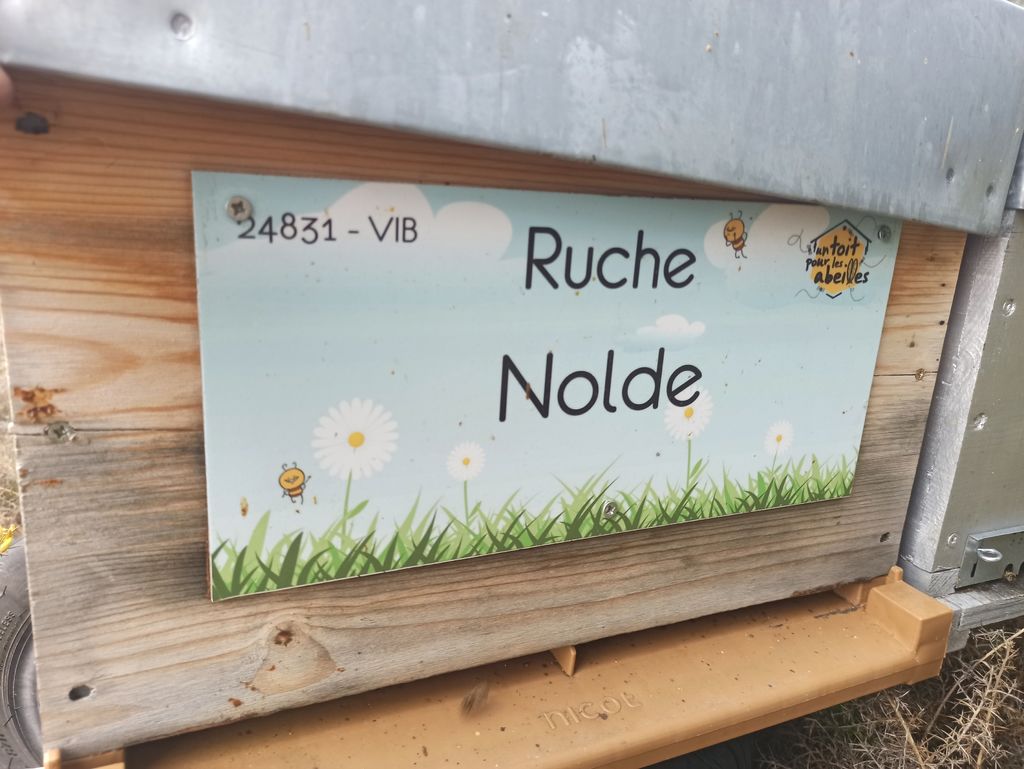 24831 - VIB
Ruche
Nolde
Un toit
pour les
abeilles
NICOT